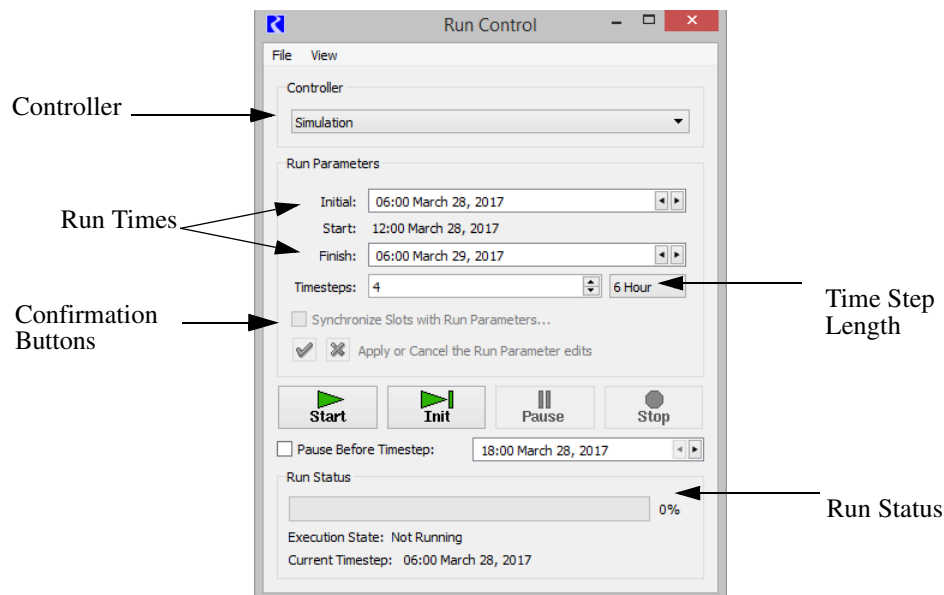 Run Control
File View
Controller
Controller
Simulation
Run Parameters
Run Times
Initial: 06:00 March 28, 2017
Start: 12:00 March 28, 2017
Finish: 06:00 March 29, 2017
Timesteps: 4 6 Hour
Time Step
Length
Confirmation
Buttons
Synchronize Slots with Run Parameters...
Apply or Cancel the Run Parameter edits
Start Init Pause Stop
Pause Before Timestep: 18:00 March 28, 2017
Run Status
0%
Run Status
Execution State: Not Running
Current Timestep: 06:00 March 28, 2017